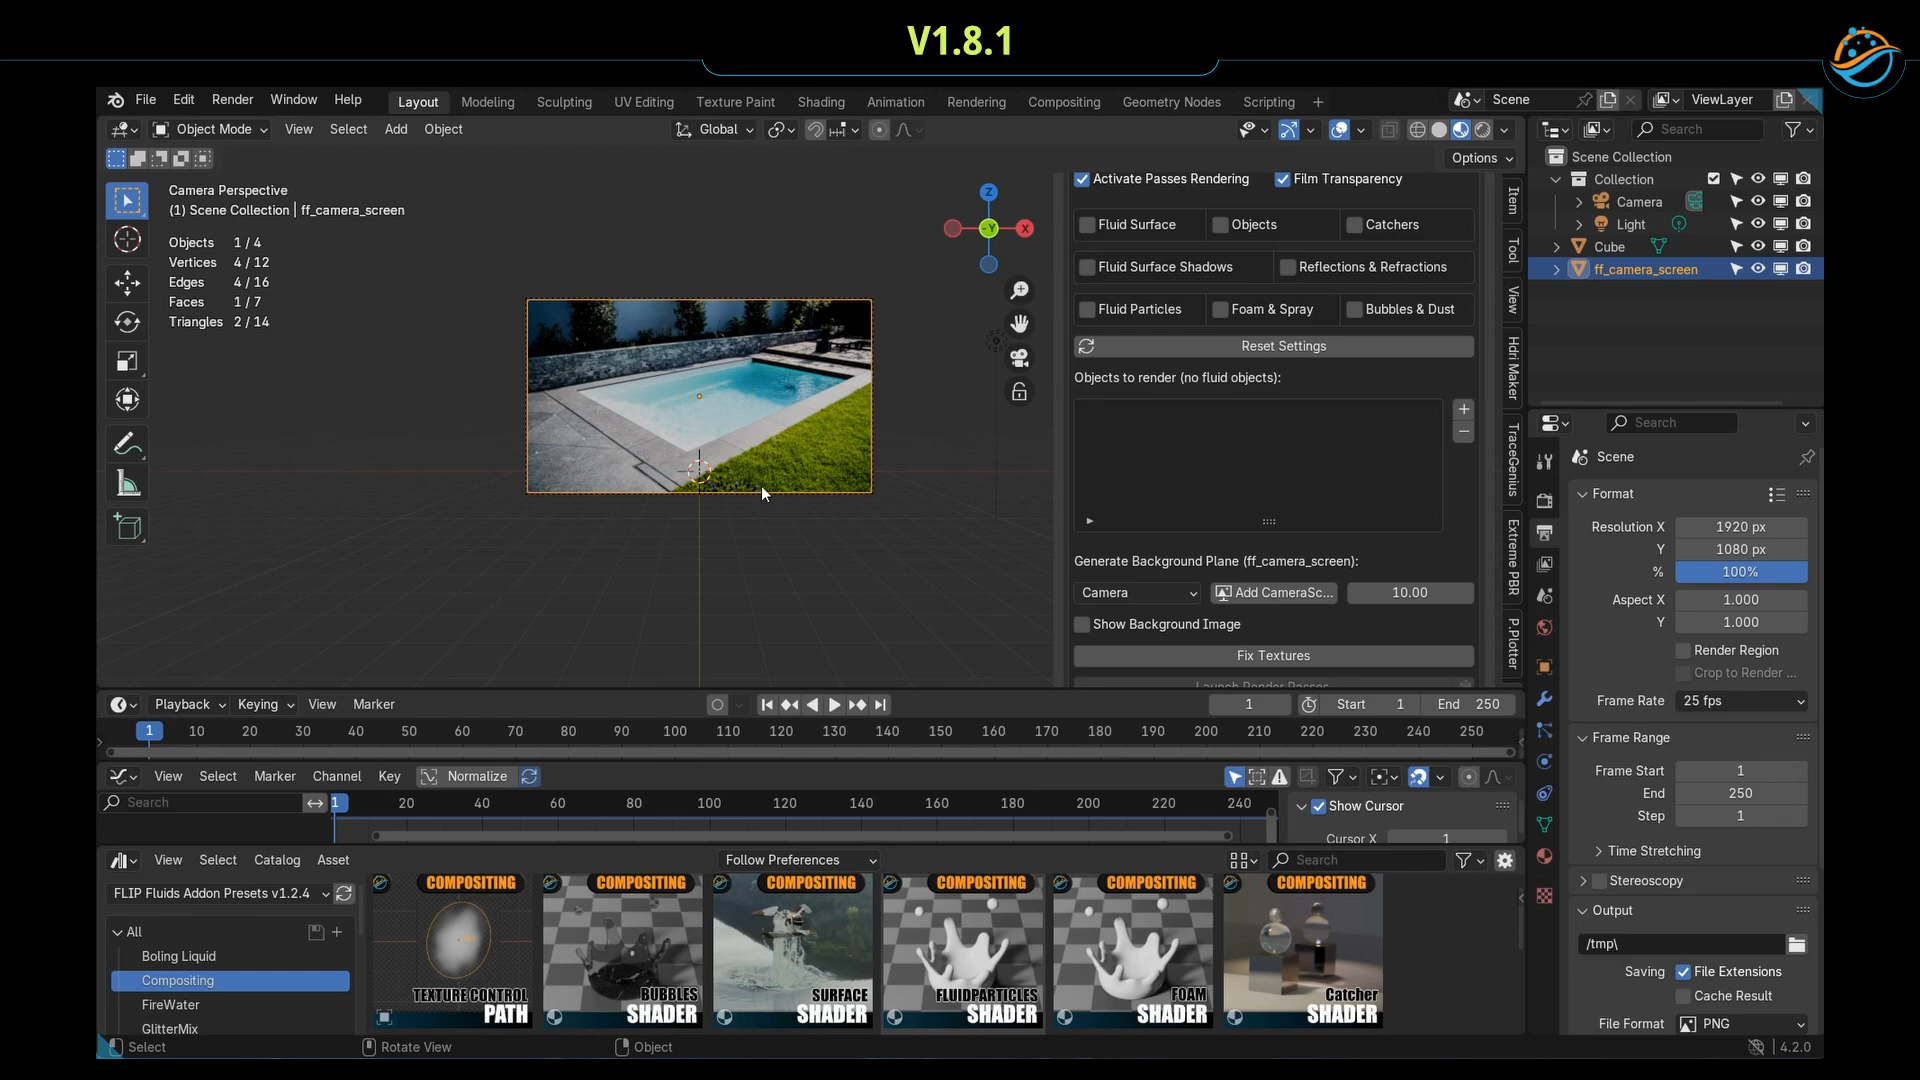 V1.8.1
File Edit Render Window Help Layout Modeling Sculpting UV Editing Texture Paint Shading Animation Rendering Compositing Geometry Nodes Scripting + Scene ViewLayer
Object Mode View Select Add Object Global Search
Options
Camera Perspective
(1) Scene Collection | ff_camera_screen
Objects 1 / 4
Vertices 4 / 12
Edges 4 / 16
Faces 1 / 7
Triangles 2 / 14
Z
-Y
X
Activate Passes Rendering Film Transparency
Fluid Surface Objects Catchers
Fluid Surface Shadows Reflections & Refractions
Fluid Particles Foam & Spray Bubbles & Dust
Reset Settings
Objects to render (no fluid objects):
+
−
Generate Background Plane (ff_camera_screen):
Camera Add CameraSc... 10.00
Show Background Image
Fix Textures
Launch Render Passes
Item
Tool
View
Hdri Maker
TraceGenius
Extreme PBR
P.Plotter
Scene Collection
Collection
Camera
Light
Cube
ff_camera_screen
Search
Scene
Format
Resolution X 1920 px
Y 1080 px
% 100%
Aspect X 1.000
Y 1.000
Render Region
Crop to Render ...
Frame Rate 25 fps
Frame Range
Frame Start 1
End 250
Step 1
Time Stretching
Stereoscopy
Output
/tmp\
Saving File Extensions
Cache Result
File Format PNG
Playback Keying View Marker 1 Start 1 End 250
1 10 20 30 40 50 60 70 80 90 100 110 120 130 140 150 160 170 180 190 200 210 220 230 240 250
View Select Marker Channel Key Normalize
Search 1 20 40 60 80 100 120 140 160 180 200 220 240 Show Cursor
Cursor X 1
View Select Catalog Asset Follow Preferences Search
FLIP Fluids Addon Presets v1.2.4
All +
Boling Liquid
Compositing
FireWater
GlitterMix
COMPOSITING
TEXTURE CONTROL
PATH
COMPOSITING
BUBBLES
SHADER
COMPOSITING
SURFACE
SHADER
COMPOSITING
FLUIDPARTICLES
SHADER
COMPOSITING
FOAM
SHADER
COMPOSITING
Catcher
SHADER
Select Rotate View Object 4.2.0